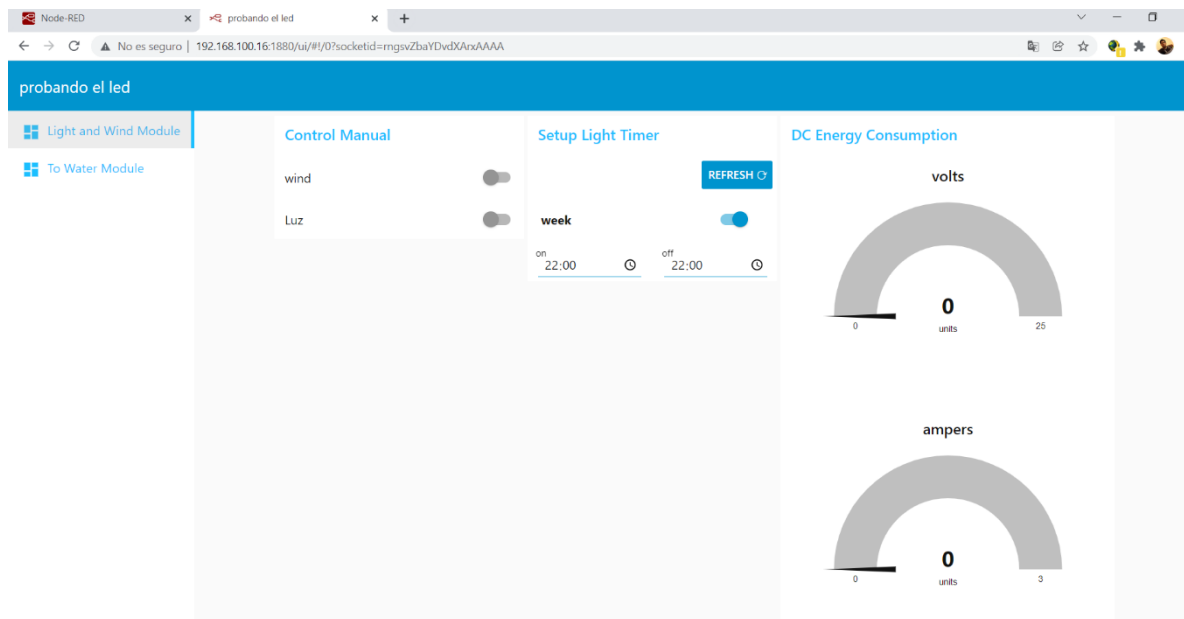 Node-RED
probando el led
No es seguro | 192.168.100.16:1880/ui/#!/0?socketid=rngsvZbaYDvdXArxAAAA
probando el led
Light and Wind Module
To Water Module
Control Manual
wind
Luz
Setup Light Timer
REFRESH
week
on
22:00
off
22:00
DC Energy Consumption
volts
0
units
0
25
ampers
0
units
0
3